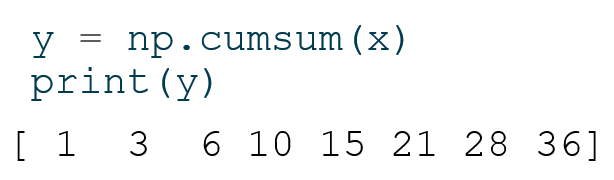 y = np.cumsum(x)
print(y)
[ 1  3  6 10 15 21 28 36]